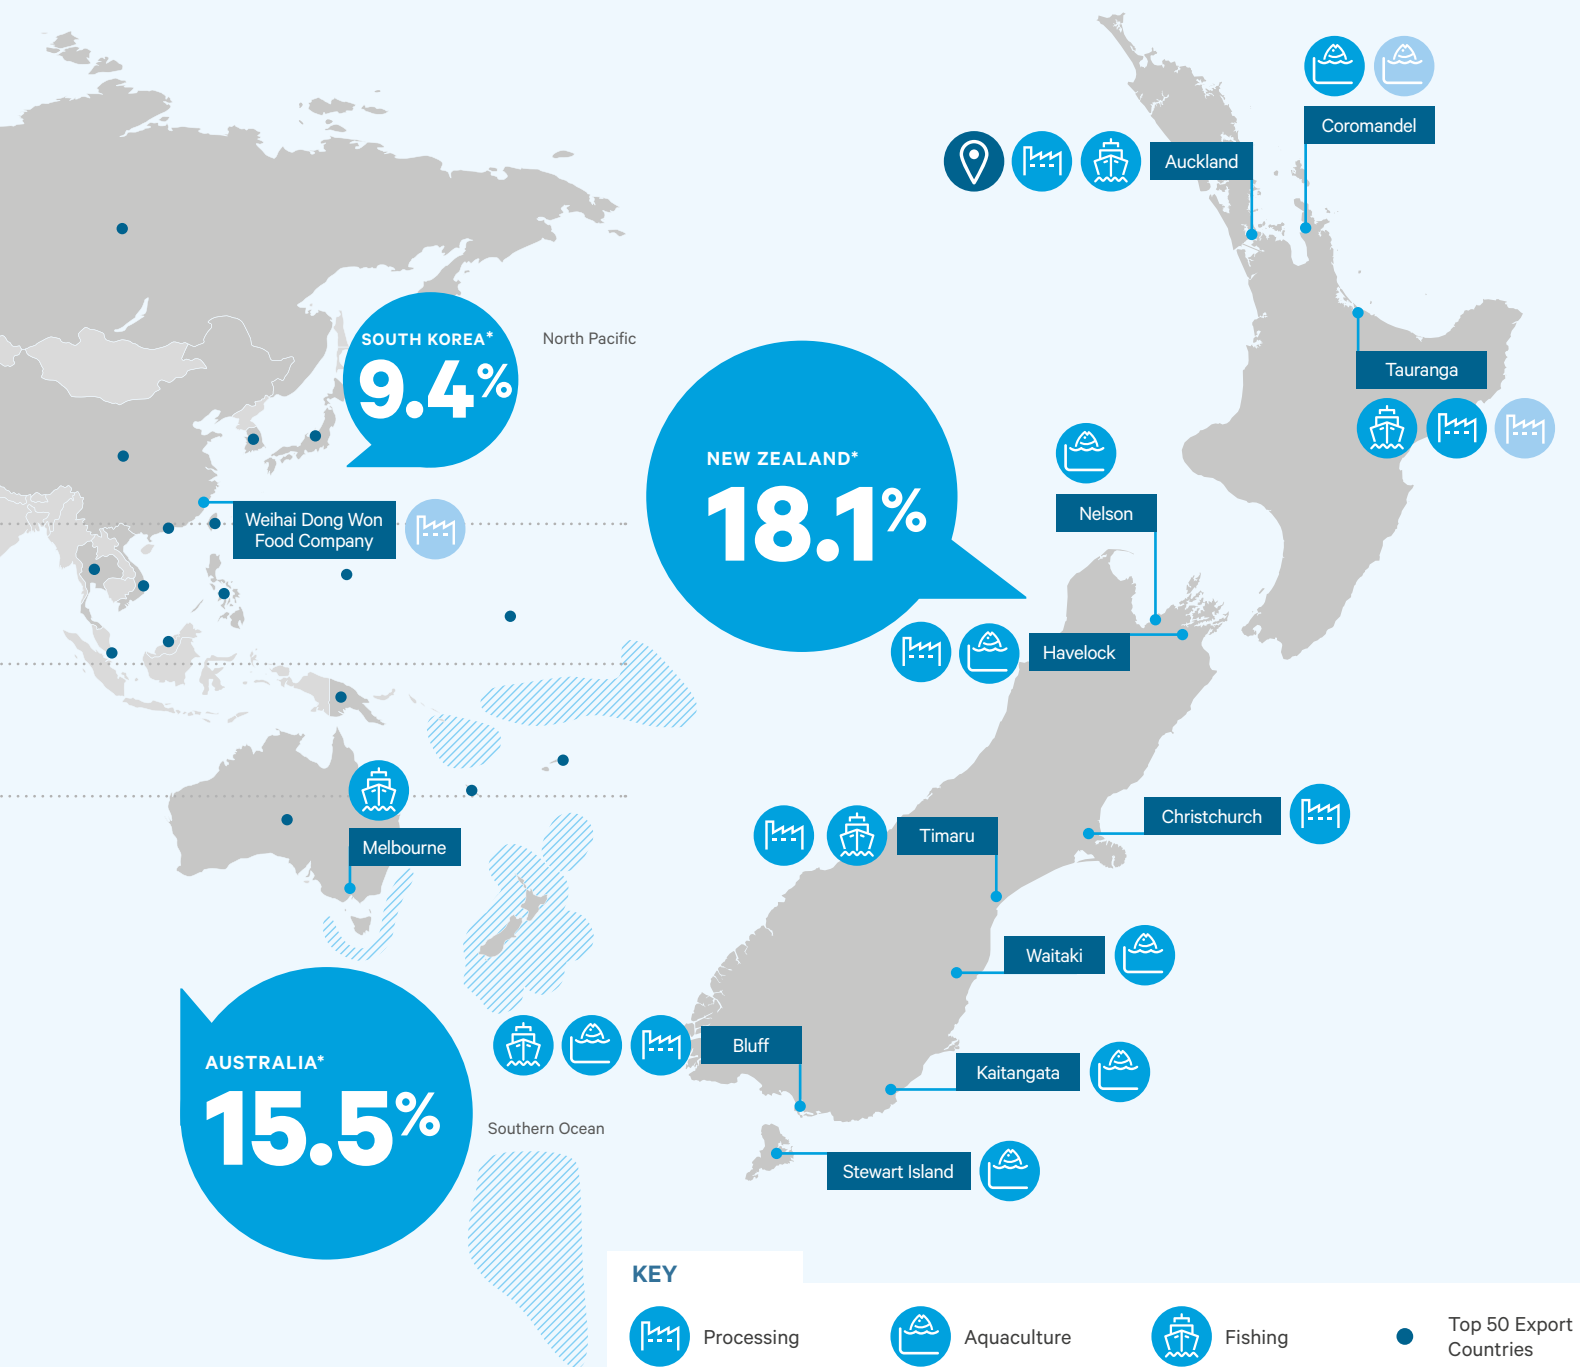 Coromandel
Auckland
SOUTH KOREA*
9.4%
North Pacific
Tauranga
NEW ZEALAND*
18.1%
Nelson
Weihai Dong Won
Food Company
Havelock
Melbourne
Timaru
Christchurch
Waitaki
AUSTRALIA*
15.5%
Bluff
Kaitangata
Southern Ocean
Stewart Island
KEY
Processing
Aquaculture
Fishing
Top 50 Export
Countries